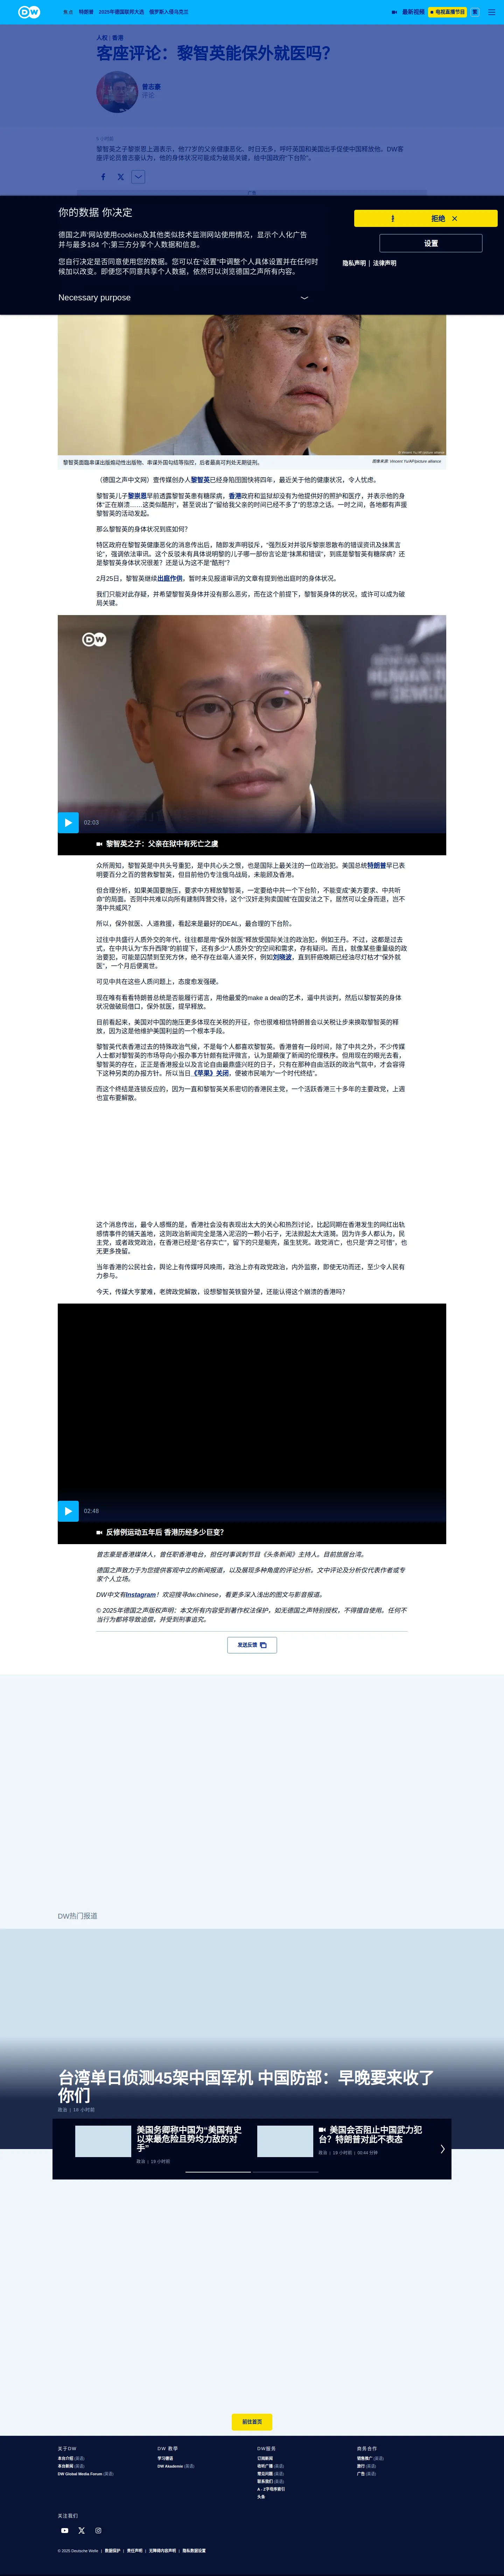 DW
焦点
特朗普
2025年德国联邦大选
俄罗斯入侵乌克兰
最新视频
电视直播节目
繁
人权 | 香港
客座评论：黎智英能保外就医吗？
曾志豪
评论
黎智英之子黎崇恩上週表示，他77岁的父亲健康恶化、时日无多，呼吁英国和美国出手促使中国释放他。DW客
座评论员曾志豪认为，他的身体状况可能成为破局关键，给中国政府“下台阶”。
广告
你的数据 你决定
德国之声'网站使用cookies及其他类似技术监测网站使用情况，显示个人化广告
并与最多184 个;第三方分享个人数据和信息。
您自行决定是否同意使用您的数据。您可以在“设置”中调整个人具体设置并在任何时
候加以改变。即便您不同意共享个人数据，依然可以浏览德国之声所有内容。
Necessary purpose
拒绝
设置
隐私声明 | 法律声明
黎智英面臨串谋出版煽动性出版物、串谋外国勾结等指控，后者最高可判处无期徒刑。
图像来源: Vincent Yu/AP/picture alliance
（德国之声中文网）壹传媒创办人黎智英已经身陷囹圄快将四年，最近关于他的健康状况，令人忧虑。
黎智英儿子黎崇恩早前透露黎智英患有糖尿病，香港政府和监狱却没有为他提供好的照护和医疗，并表示他的身
体“正在崩溃……这类似酷刑”，甚至说出了“留给我父亲的时间已经不多了”的悲凉之话。一时之间，各地都有声援黎
智英的活动发起。
那么黎智英的身体状况到底如何？
特区政府在黎智英健康恶化的消息传出后，随即发声明驳斥，“强烈反对并驳斥黎崇恩散布的错误资讯及抹黑言
论”，强调依法审讯。这个反驳未有具体说明黎的儿子哪一部份言论是“抹黑和错误”，到底是黎智英有糖尿病？还
是黎智英身体状况很差？还是认为这不是“酷刑”？
2月25日，黎智英继续出庭作供，暂时未见报道审讯的文章有提到他出庭时的身体状况。
我们只能对此存疑，并希望黎智英身体并没有那么恶劣，而在这个前提下，黎智英身体的状况，或许可以成为破
局关键。
DW
02:03
黎智英之子：父亲在狱中有死亡之虞
众所周知，黎智英是中共头号重犯，是中共心头之恨，也是国际上最关注的一位政治犯。美国总统特朗普早已表
明要百分之百的营救黎智英，但目前他仍专注俄乌战局，未能顾及香港。
但合理分析，如果美国要施压，要求中方释放黎智英，一定要给中共一个下台阶，不能变成“美方要求、中共听
命”的局面。否则中共难以向所有建制阵营交待，这个“汉奸走狗卖国贼”在国安法之下，居然可以全身而退，岂不
落中共威风？
所以，保外就医、人道救援，看起来是最好的DEAL，最合理的下台阶。
过往中共盛行人质外交的年代，往往都是用“保外就医”释放受国际关注的政治犯，例如王丹。不过，这都是过去
式，在中共认为“东升西降”的前提下，还有多少“人质外交”的空间和需求，存有疑问。而且，就像某些重量级的政
治要犯，可能是囚禁到至死方休，绝不存在丝毫人道关怀，例如刘晓波，直到肝癌晚期已经油尽灯枯才“保外就
医”，一个月后便离世。
可见中共在这些人质问题上，态度愈发强硬。
现在唯有看看特朗普总统是否能履行诺言，用他最爱的make a deal的艺术，逼中共谈判，然后以黎智英的身体
状况做破局借口，保外就医，提早释放。
目前看起来，美国对中国的施压更多体现在关税的开征，你也很难相信特朗普会以关税让步来换取黎智英的释
放，因为这是他维护美国利益的一个根本手段。
黎智英代表香港过去的特殊政治气候，不是每个人都喜欢黎智英。香港曾有一段时间，除了中共之外，不少传媒
人士都对黎智英的市场导向小报办事方针颇有批评微言，认为是颠復了新闻的伦理秩序。但用现在的眼光去看，
黎智英的存在，正正是香港报业以及言论自由最鼎盛兴旺的日子，只有在那种自由活跃的政治气氛中，才会容得
下这种另类的办报方针。所以当日《苹果》关闭，便被市民喻为“一个时代终结”。
而这个终结是连锁反应的，因为一直和黎智英关系密切的香港民主党，一个活跃香港三十多年的主要政党，上週
也宣布要解散。
这个消息传出，最令人感慨的是，香港社会没有表现出太大的关心和热烈讨论，比起同期在香港发生的网红出轨
感情事件的铺天盖地，这则政治新闻完全是落入泥沼的一颗小石子，无法掀起太大涟漪。因为许多人都认为，民
主党，或者政党政治，在香港已经是“名存实亡”，留下的只是躯壳，虽生犹死。政党消亡，也只是“弃之可惜”，也
无更多挽留。
当年香港的公民社会，舆论上有传媒呼风唤雨，政治上亦有政党政治，内外监察，即使无功而还，至少令人民有
力参与。
今天，传媒大亨蒙难，老牌政党解散，设想黎智英铁窗外望，还能认得这个崩溃的香港吗？
02:48
反修例运动五年后 香港历经多少巨变？
曾志豪是香港媒体人，曾任职香港电台，担任时事讽刺节目《头条新闻》主持人。目前旅居台湾。
德国之声致力于为您提供客观中立的新闻报道，以及展现多种角度的评论分析。文中评论及分析仅代表作者或专
家个人立场。
DW中文有Instagram！欢迎搜寻dw.chinese，看更多深入浅出的图文与影音报道。
© 2025年德国之声版权声明：本文所有内容受到著作权法保护，如无德国之声特别授权，不得擅自使用。任何不
当行为都将导致追偿，并受到刑事追究。
发送反馈
DW热门报道
台湾单日侦测45架中国军机 中国防部：早晚要来收了
你们
政治 | 19 小时前
美国务卿称中国为“美国有史
以来最危险且势均力敌的对
手”
政治 | 19 小时前
美国会否阻止中国武力犯
台？特朗普对此不表态
政治 | 19 小时前 | 00:44 分钟
前往首页
关于DW
本台介绍 (英语)
本台新闻 (英语)
DW Global Media Forum (英语)
DW 教學
学习德语
DW Akademie (英语)
DW服务
订阅新闻
收听广播 (英语)
常见问题 (英语)
联系我们 (英语)
A - Z字母序索引
头条
商务合作
销售推广 (英语)
旅行 (英语)
广告 (英语)
关注我们
© 2025 Deutsche Welle | 数据保护 | 责任声明 | 无障碍内容声明 | 隐私数据设置